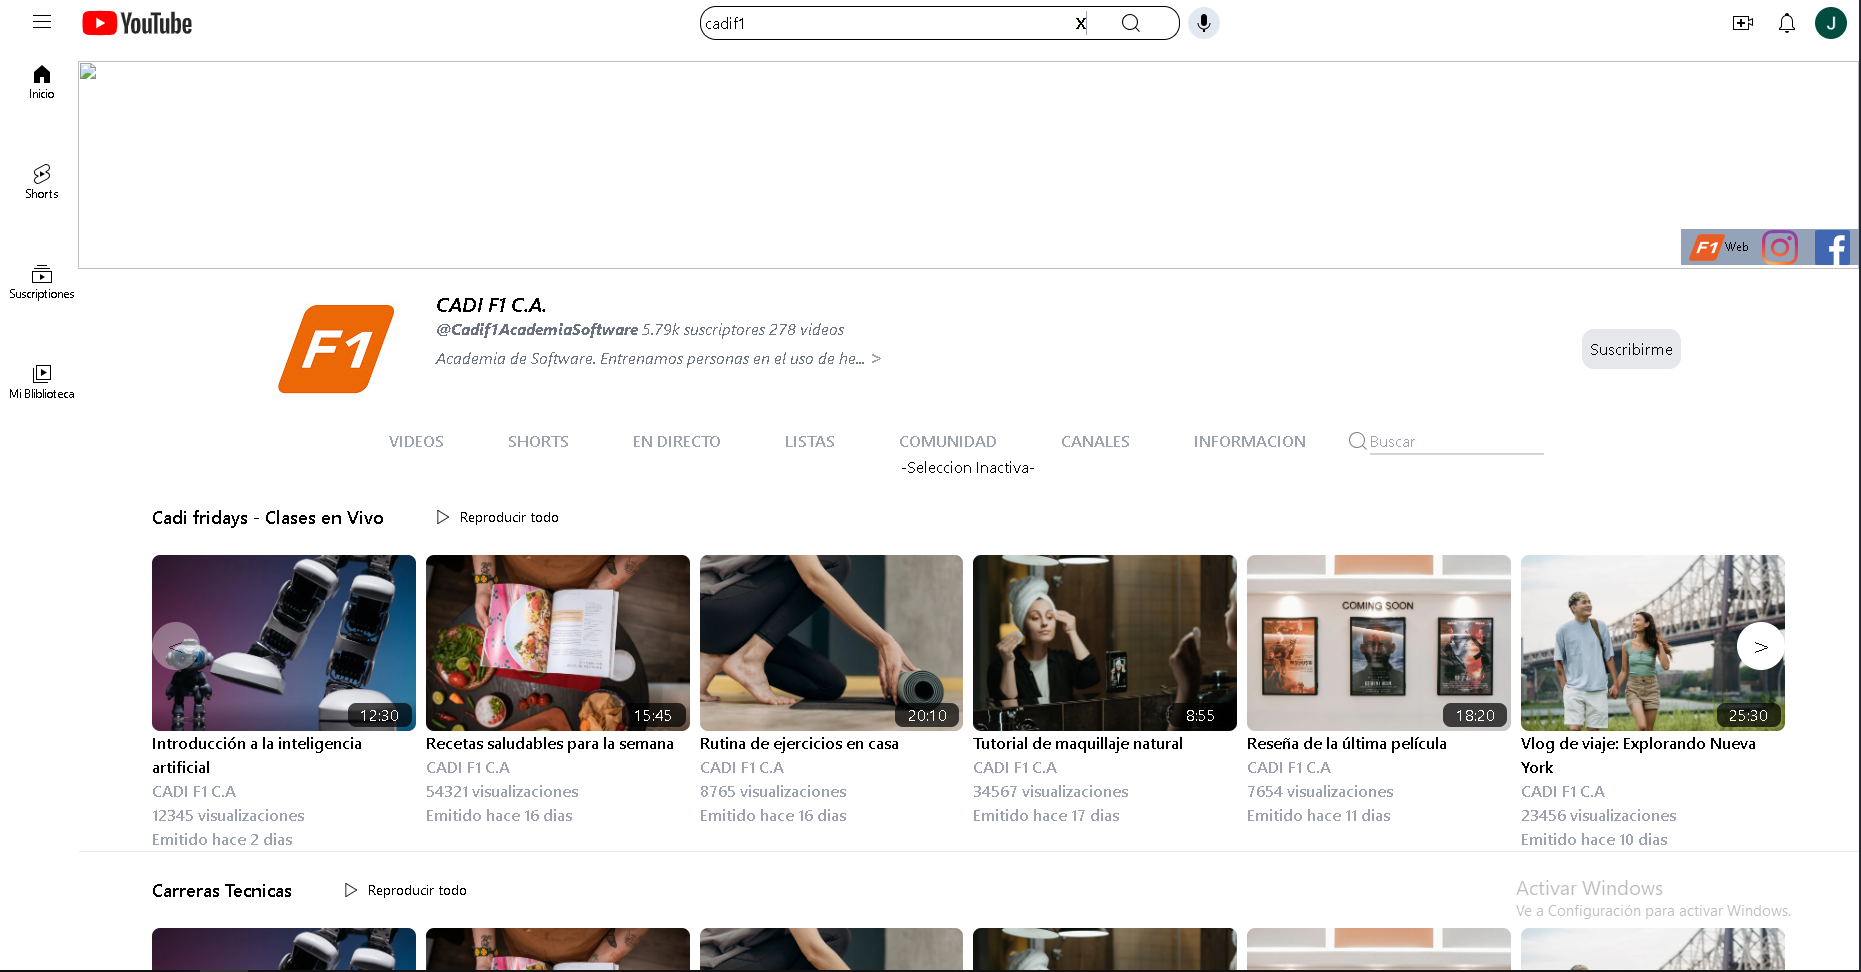 YouTube
cadif1
X
J
Inicio
Shorts
Suscriptiones
Mi Bliblioteca
F1 Web
F1
CADI F1 C.A.
@Cadif1AcademiaSoftware 5.79k suscriptores 278 videos
Academia de Software. Entrenamos personas en el uso de he... >
Suscribirme
VIDEOS SHORTS EN DIRECTO LISTAS COMUNIDAD CANALES INFORMACION Buscar
-Seleccion Inactiva-
Cadi fridays - Clases en Vivo
Reproducir todo
COMING SOON
< >
12:30
15:45
20:10
8:55
18:20
25:30
Introducción a la inteligencia
artificial
CADI F1 C.A
12345 visualizaciones
Emitido hace 2 dias
Recetas saludables para la semana
CADI F1 C.A
54321 visualizaciones
Emitido hace 16 dias
Rutina de ejercicios en casa
CADI F1 C.A
8765 visualizaciones
Emitido hace 16 dias
Tutorial de maquillaje natural
CADI F1 C.A
34567 visualizaciones
Emitido hace 17 dias
Reseña de la última película
CADI F1 C.A
7654 visualizaciones
Emitido hace 11 dias
Vlog de viaje: Explorando Nueva
York
CADI F1 C.A
23456 visualizaciones
Emitido hace 10 dias
Carreras Tecnicas
Reproducir todo
Activar Windows
Ve a Configuración para activar Windows.